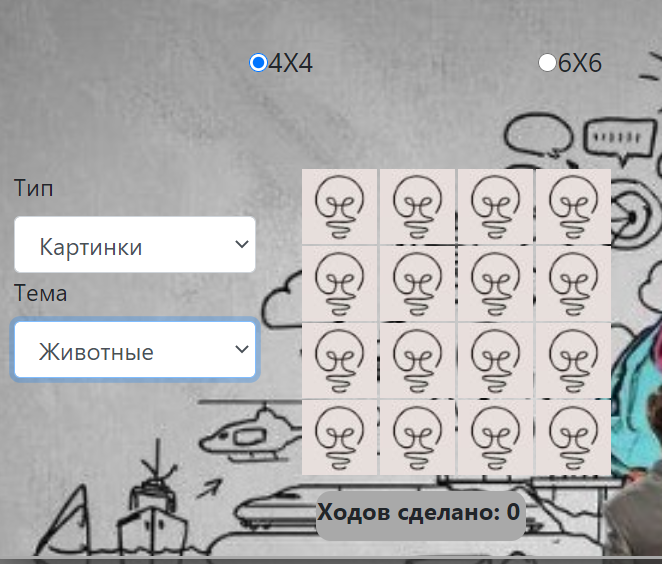 4X4
6X6
Тип
Картинки
Тема
Животные
Ходов сделано: 0